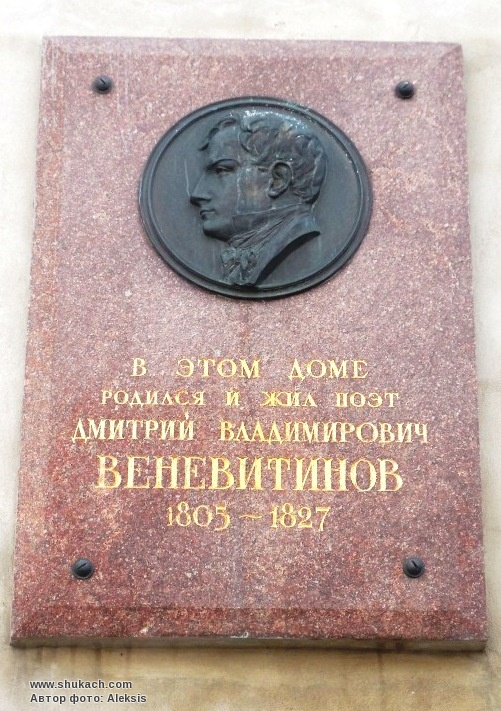 В ЭТОМ ДОМЕ
РОДИЛСЯ И ЖИЛ ПОЭТ
ДМИТРИЙ ВЛАДИМИРОВИЧ
ВЕНЕВИТИНОВ
1805 – 1827
www.shukach.com
Автор фото: Aleksis